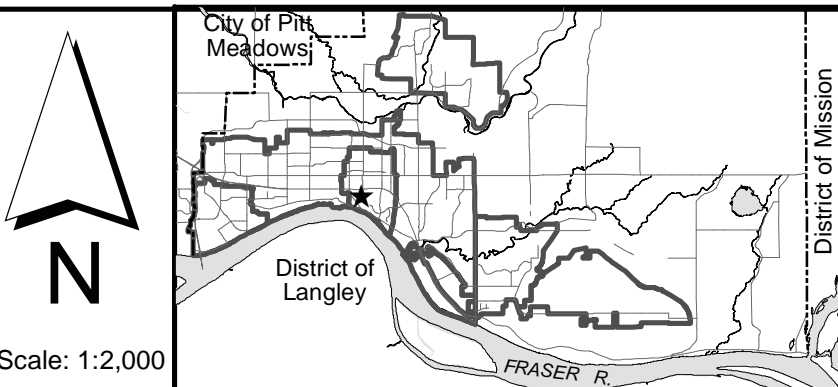 City of Pitt
Meadows
District of Mission
N
District of
Langley
Scale: 1:2,000
FRASER R.